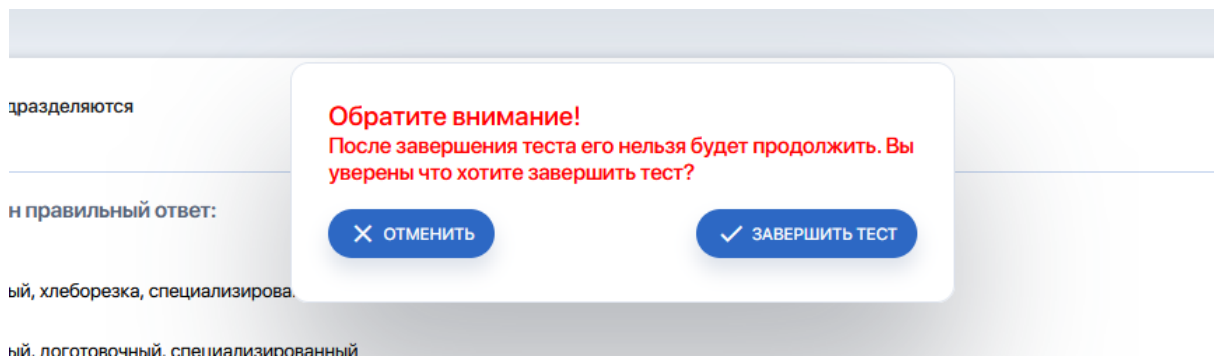 дразделяются
Обратите внимание!
После завершения теста его нельзя будет продолжить. Вы
уверены что хотите завершить тест?
н правильный ответ:
ОТМЕНИТЬ
ЗАВЕРШИТЬ ТЕСТ
ый, хлеборезка, специализирова
ый, доготовочный, специализированный